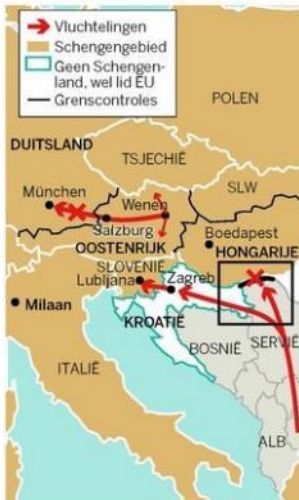 Vluchtelingen
Schengengebied
Geen Schengen-
land, wel lid EU
Grenscontroles
POLEN
DUITSLAND
TSJECHIË
München
Wenen
SLW
Salzburg
Boedapest
OOSTENRIJK
HONGARIJE
SLOVENIË
Lubljana
Zagreb
Milaan
KROATIË
BOSNIË
SERVIË
ITALIË
ALB